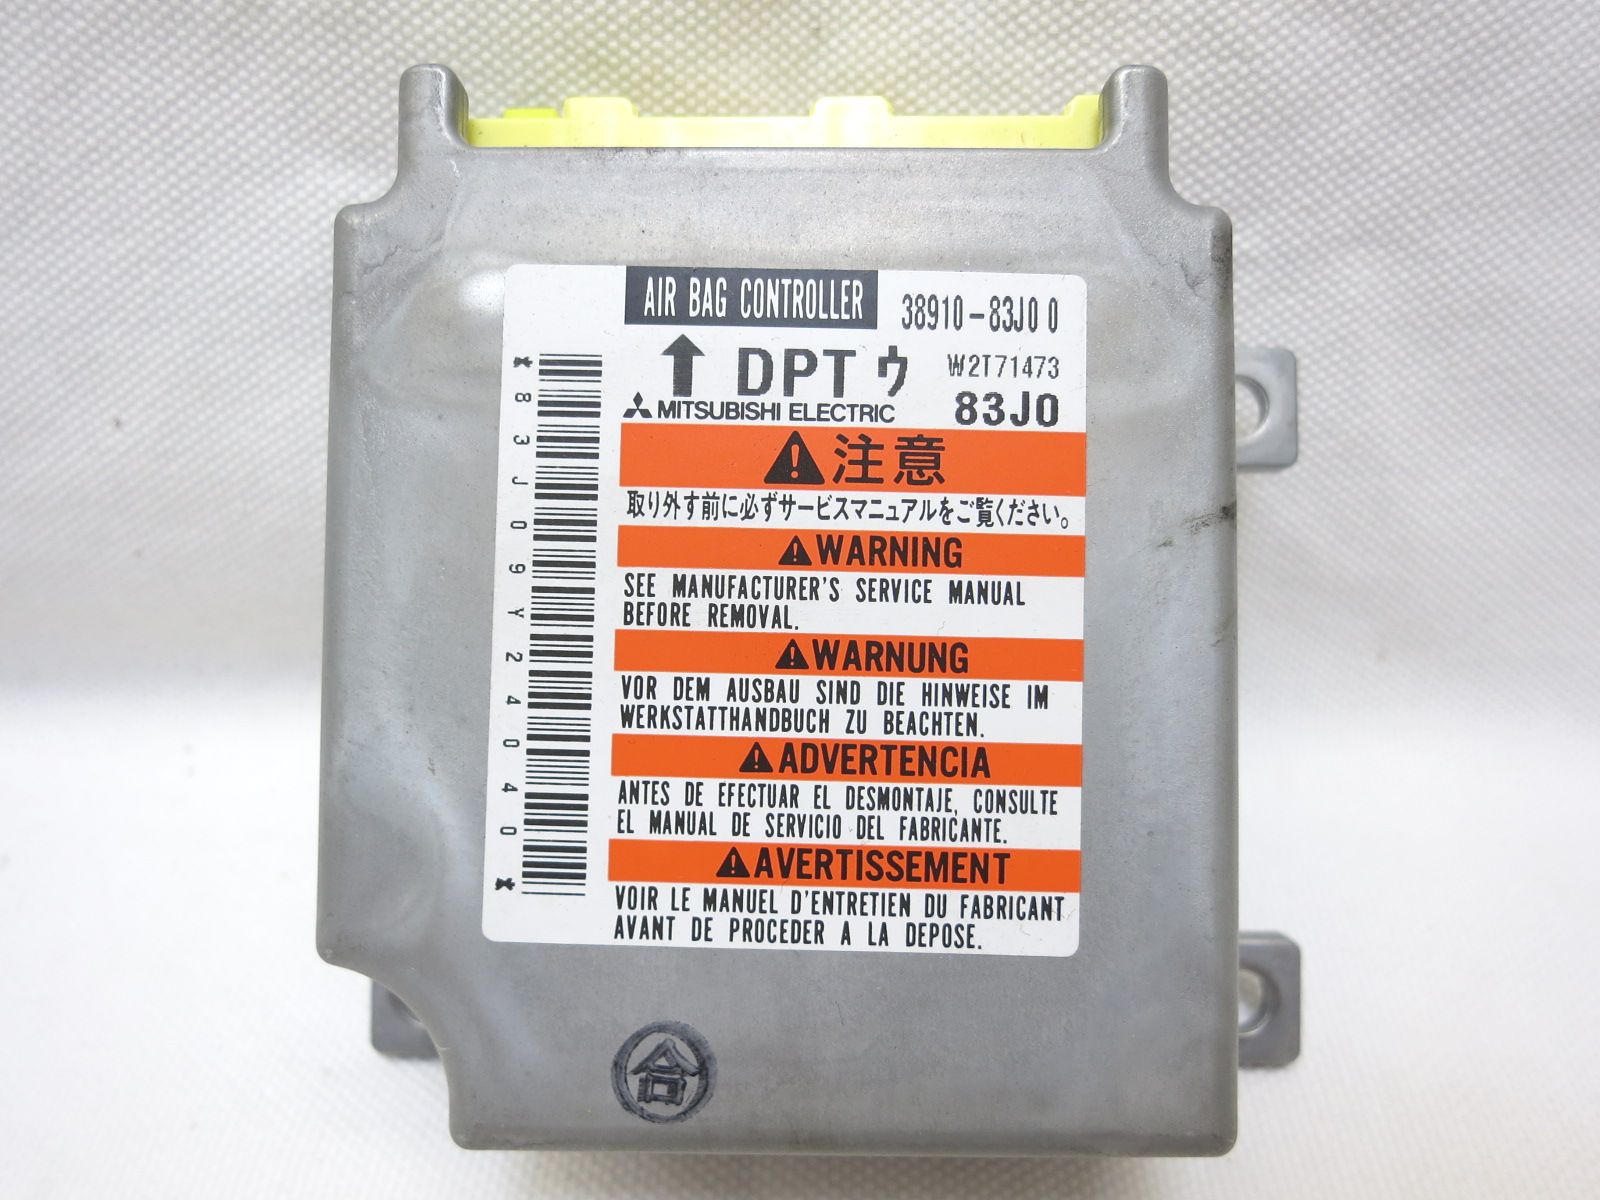 AIR BAG CONTROLLER 38910-83J0 0
DPT ウ W2T71473
MITSUBISHI ELECTRIC 83J0
注意
取り外す前に必ずサービスマニュアルをご覧ください。
WARNING
SEE MANUFACTURER'S SERVICE MANUAL
BEFORE REMOVAL.
WARNUNG
VOR DEM AUSBAU SIND DIE HINWEISE IM
WERKSTATTHANDBUCH ZU BEACHTEN.
ADVERTENCIA
ANTES DE EFECTUAR EL DESMONTAJE, CONSULTE
EL MANUAL DE SERVICIO DEL FABRICANTE.
AVERTISSEMENT
VOIR LE MANUEL D'ENTRETIEN DU FABRICANT
AVANT DE PROCEDER A LA DEPOSE.
*83J09Y24040*
合